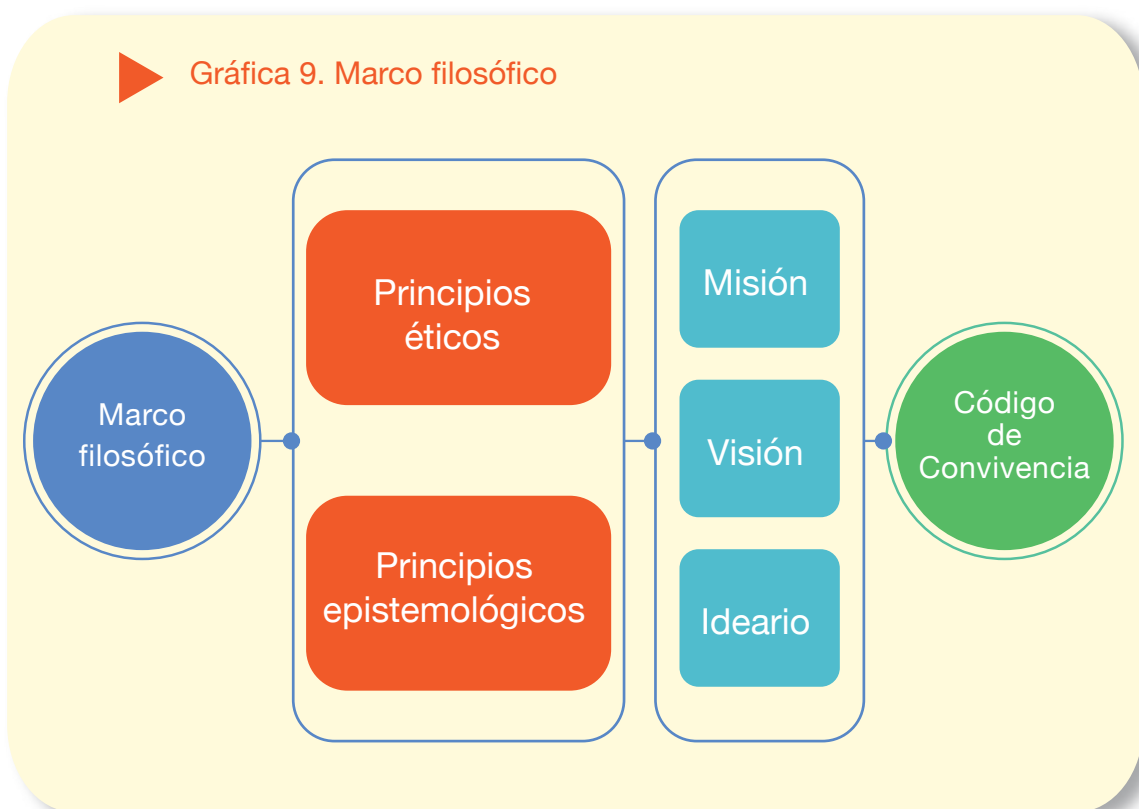 Gráfica 9. Marco filosófico
Marco
filosófico
Principios
éticos
Principios
epistemológicos
Misión
Visión
Ideario
Código
de
Convivencia